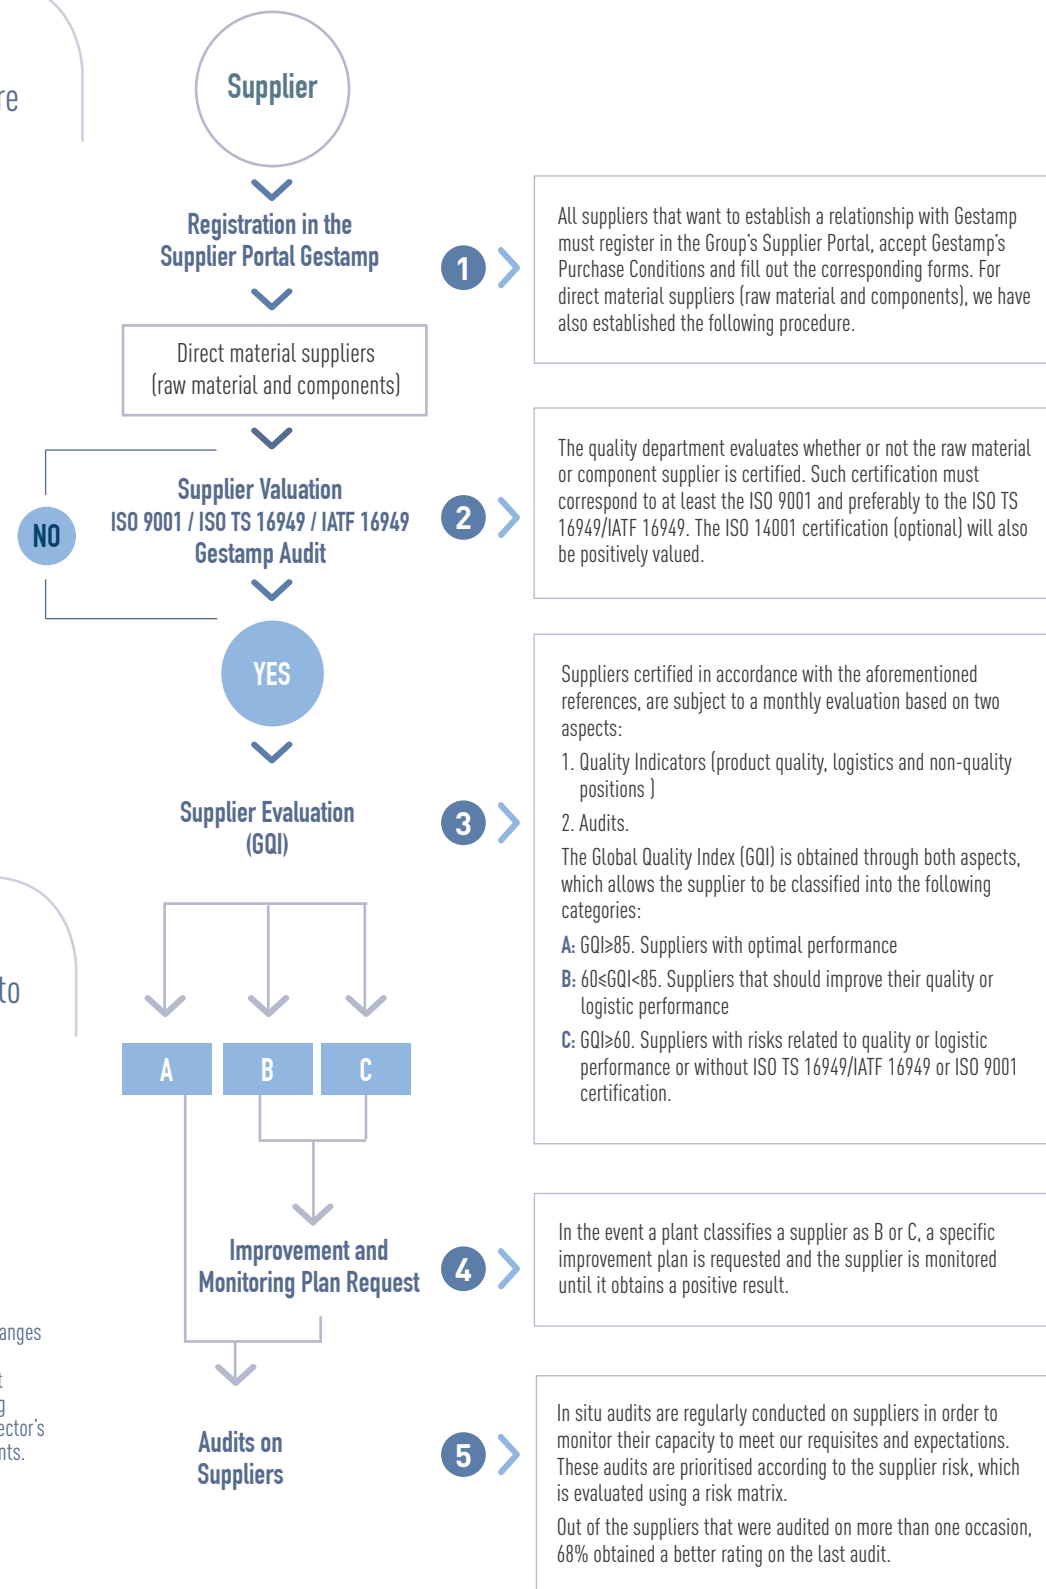 re
Supplier
Registration in the
Supplier Portal Gestamp
1
All suppliers that want to establish a relationship with Gestamp
must register in the Group's Supplier Portal, accept Gestamp's
Purchase Conditions and fill out the corresponding forms. For
direct material suppliers (raw material and components), we have
also established the following procedure.
Direct material suppliers
(raw material and components)
NO
Supplier Valuation
ISO 9001 / ISO TS 16949 / IATF 16949
Gestamp Audit
2
The quality department evaluates whether or not the raw material
or component supplier is certified. Such certification must
correspond to at least the ISO 9001 and preferably to the ISO TS
16949/IATF 16949. The ISO 14001 certification (optional) will also
be positively valued.
YES
Supplier Evaluation
(GQI)
3
Suppliers certified in accordance with the aforementioned
references, are subject to a monthly evaluation based on two
aspects:
1. Quality Indicators (product quality, logistics and non-quality
positions )
2. Audits.
The Global Quality Index (GQI) is obtained through both aspects,
which allows the supplier to be classified into the following
categories:
A: GQI≥85. Suppliers with optimal performance
B: 60≤GQI<85. Suppliers that should improve their quality or
logistic performance
C: GQI≥60. Suppliers with risks related to quality or logistic
performance or without ISO TS 16949/IATF 16949 or ISO 9001
certification.
to
A
B
C
Improvement and
Monitoring Plan Request
4
In the event a plant classifies a supplier as B or C, a specific
improvement plan is requested and the supplier is monitored
until it obtains a positive result.
anges
t
g
ector's
nts.
Audits on
Suppliers
5
In situ audits are regularly conducted on suppliers in order to
monitor their capacity to meet our requisites and expectations.
These audits are prioritised according to the supplier risk, which
is evaluated using a risk matrix.
Out of the suppliers that were audited on more than one occasion,
68% obtained a better rating on the last audit.